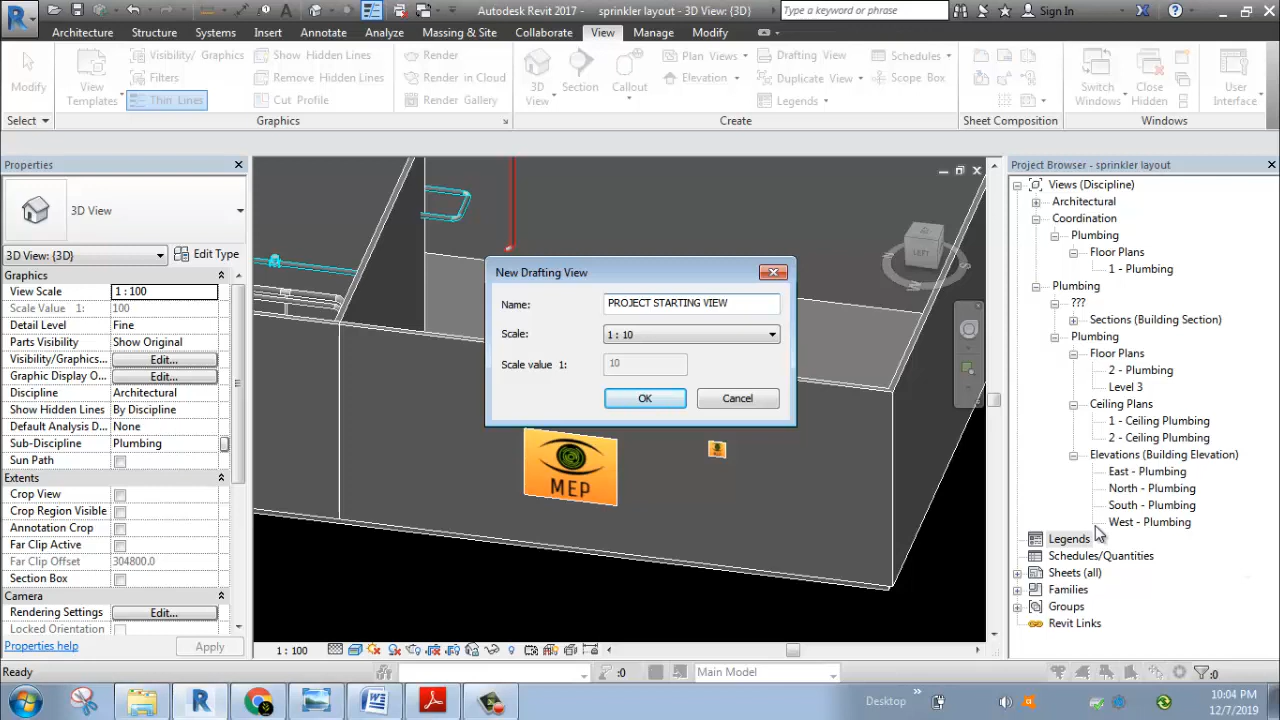 Autodesk Revit 2017 - sprinkler layout - 3D View: {3D}
Type a keyword or phrase
Sign In
Architecture Structure Systems Insert Annotate Analyze Massing & Site Collaborate View Manage Modify
Modify
View Templates
Visibility/ Graphics
Filters
Thin Lines
Show Hidden Lines
Remove Hidden Lines
Cut Profile
Render
Render in Cloud
Render Gallery
3D View
Section
Callout
Plan Views
Elevation
Drafting View
Duplicate View
Legends
Schedules
Scope Box
Switch Windows
Close Hidden
User Interface
Select
Graphics
Create
Sheet Composition
Windows
Properties
3D View
3D View: {3D}
Edit Type
Graphics
View Scale 1 : 100
Scale Value 1: 100
Detail Level Fine
Parts Visibility Show Original
Visibility/Graphics... Edit...
Graphic Display O... Edit...
Discipline Architectural
Show Hidden Lines By Discipline
Default Analysis D... None
Sub-Discipline Plumbing
Sun Path
Extents
Crop View
Crop Region Visible
Annotation Crop
Far Clip Active
Far Clip Offset 304800.0
Section Box
Camera
Rendering Settings Edit...
Locked Orientation
Properties help
Apply
LEFT
New Drafting View
Name: PROJECT STARTING VIEW
Scale: 1 : 10
Scale value 1: 10
OK Cancel
MEP
1 : 100
Project Browser - sprinkler layout
Views (Discipline)
Architectural
Coordination
Plumbing
Floor Plans
1 - Plumbing
Plumbing
???
Sections (Building Section)
Plumbing
Floor Plans
2 - Plumbing
Level 3
Ceiling Plans
1 - Ceiling Plumbing
2 - Ceiling Plumbing
Elevations (Building Elevation)
East - Plumbing
North - Plumbing
South - Plumbing
West - Plumbing
Legends
Schedules/Quantities
Sheets (all)
Families
Groups
Revit Links
Ready
:0
Main Model
:0
Desktop
10:04 PM
12/7/2019